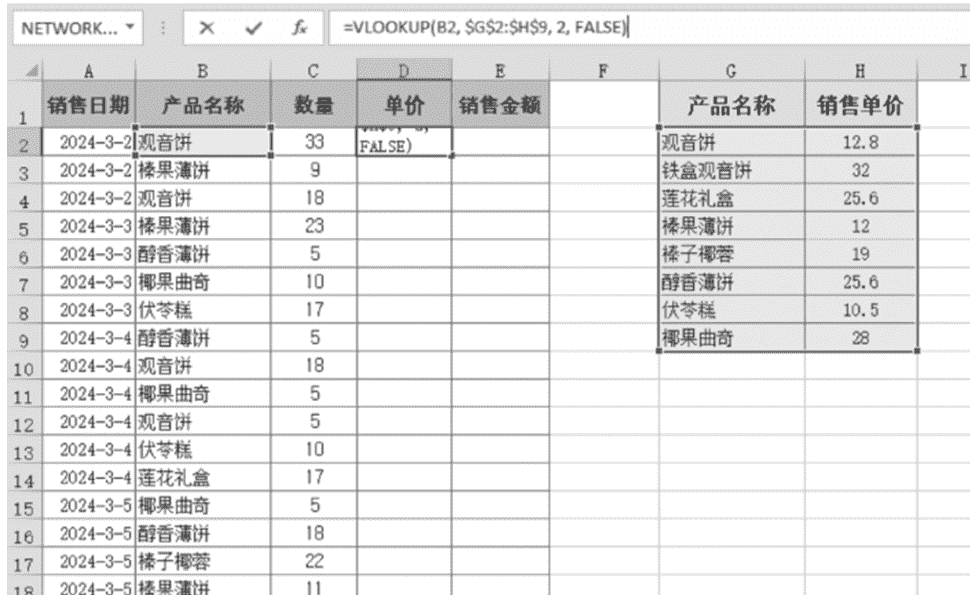 NETWORK... =VLOOKUP(B2, $G$2:$H$9, 2, FALSE)
A B C D E F G H I
1 销售日期 产品名称 数量 单价 销售金额 产品名称 销售单价
2 2024-3-2 观音饼 33 FALSE) 观音饼 12.8
3 2024-3-2 榛果薄饼 9 铁盒观音饼 32
4 2024-3-2 观音饼 18 莲花礼盒 25.6
5 2024-3-3 榛果薄饼 23 榛果薄饼 12
6 2024-3-3 醇香薄饼 5 榛子椰蓉 19
7 2024-3-3 椰果曲奇 10 醇香薄饼 25.6
8 2024-3-3 伏苓糕 17 伏苓糕 10.5
9 2024-3-4 醇香薄饼 5 椰果曲奇 28
10 2024-3-4 观音饼 18
11 2024-3-4 椰果曲奇 5
12 2024-3-4 观音饼 5
13 2024-3-4 伏苓糕 10
14 2024-3-4 莲花礼盒 17
15 2024-3-5 椰果曲奇 5
16 2024-3-5 醇香薄饼 18
17 2024-3-5 榛子椰蓉 22
18 2024-3-5 榛果薄饼 11